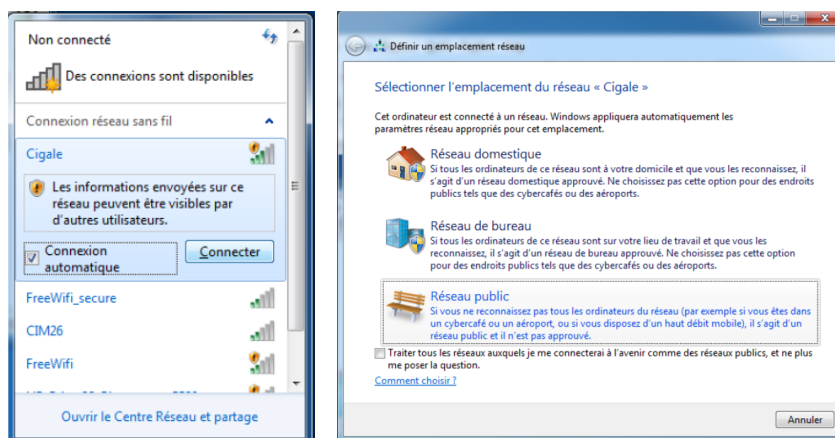 Non connecté
Des connexions sont disponibles
Connexion réseau sans fil
Cigale
Les informations envoyées sur ce
réseau peuvent être visibles par
d'autres utilisateurs.
Connexion
automatique
Connecter
FreeWifi_secure
CIM26
FreeWifi
Ouvrir le Centre Réseau et partage
Définir un emplacement réseau
Sélectionner l'emplacement du réseau « Cigale »
Cet ordinateur est connecté à un réseau. Windows appliquera automatiquement les
paramètres réseau appropriés pour cet emplacement.
Réseau domestique
Si tous les ordinateurs de ce réseau sont à votre domicile et que vous les reconnaissez, il
s'agit d'un réseau domestique approuvé. Ne choisissez pas cette option pour des endroits
publics tels que des cybercafés ou des aéroports.
Réseau de bureau
Si tous les ordinateurs de ce réseau sont sur votre lieu de travail et que vous les
reconnaissez, il s'agit d'un réseau de bureau approuvé. Ne choisissez pas cette option
pour des endroits publics tels que des cybercafés ou des aéroports.
Réseau public
Si vous ne reconnaissez pas tous les ordinateurs du réseau (par exemple si vous êtes dans
un cybercafé ou un aéroport, ou si vous disposez d'un haut débit mobile), il s'agit d'un
réseau public et il n'est pas approuvé.
Traiter tous les réseaux auxquels je me connecterai à l'avenir comme des réseaux publics, et ne plus
me poser la question.
Comment choisir ?
Annuler